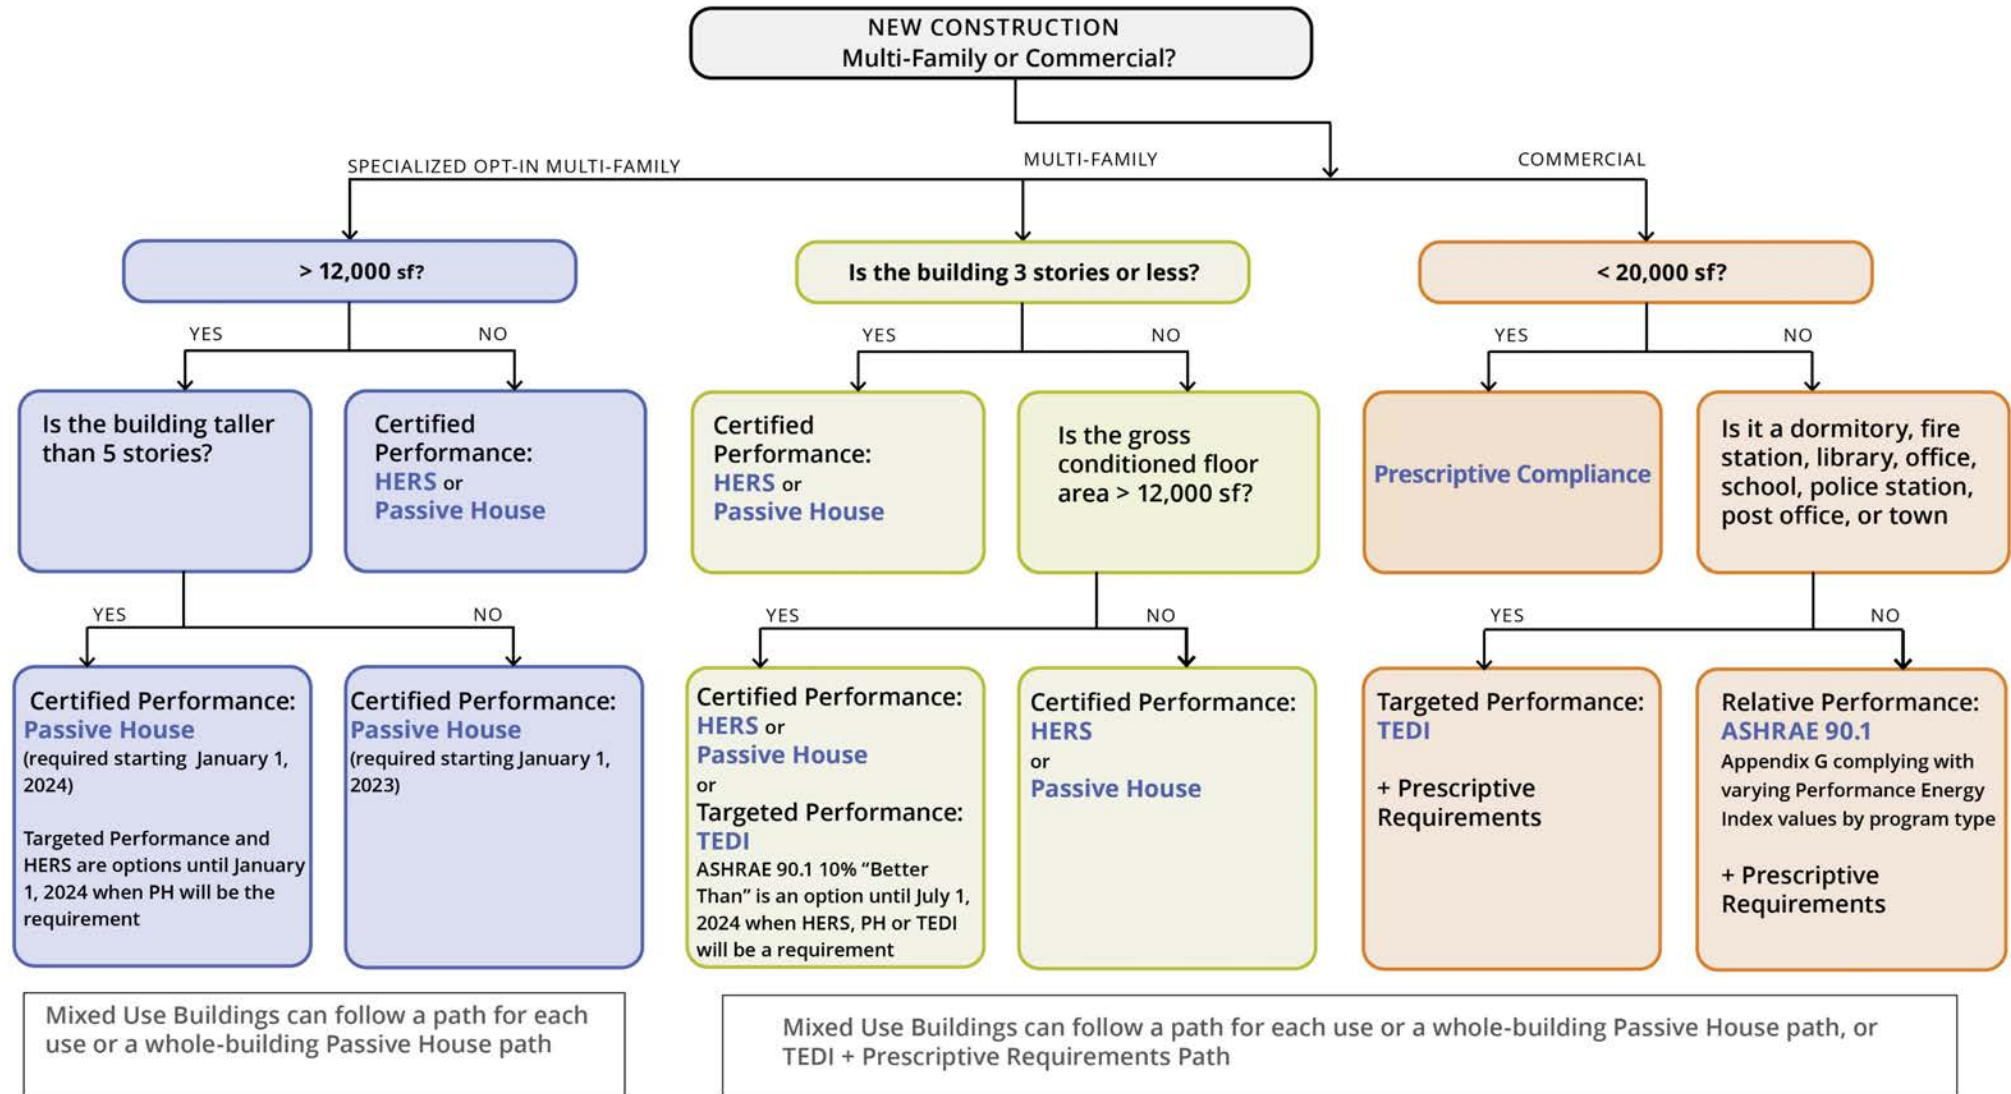 NEW CONSTRUCTION
Multi-Family or Commercial?
SPECIALIZED OPT-IN MULTI-FAMILY
MULTI-FAMILY
COMMERCIAL
> 12,000 sf?
Is the building 3 stories or less?
< 20,000 sf?
YES
NO
YES
NO
YES
NO
Is the building taller
than 5 stories?
Certified
Performance:
HERS or
Passive House
Certified
Performance:
HERS or
Passive House
Is the gross
conditioned floor
area > 12,000 sf?
Prescriptive Compliance
Is it a dormitory, fire
station, library, office,
school, police station,
post office, or town
YES
NO
YES
NO
YES
NO
Certified Performance:
Passive House
(required starting January 1,
2024)
Targeted Performance and
HERS are options until January
1, 2024 when PH will be the
requirement
Certified Performance:
Passive House
(required starting January 1,
2023)
Certified Performance:
HERS or
Passive House
or
Targeted Performance:
TEDI
ASHRAE 90.1 10% “Better
Than” is an option until July 1,
2024 when HERS, PH or TEDI
will be a requirement
Certified Performance:
HERS
or
Passive House
Targeted Performance:
TEDI
+ Prescriptive
Requirements
Relative Performance:
ASHRAE 90.1
Appendix G complying with
varying Performance Energy
Index values by program type
+ Prescriptive
Requirements
Mixed Use Buildings can follow a path for each
use or a whole-building Passive House path
Mixed Use Buildings can follow a path for each use or a whole-building Passive House path, or
TEDI + Prescriptive Requirements Path